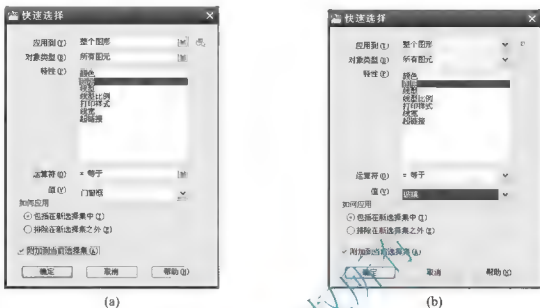 快速选择
应用到(Y) 整个图形
对象类型(B) 所有图元
特性(P)
颜色
图层
线型
线型比例
打印样式
线宽
超链接
运算符(O) = 等于
值(V) 门窗框
如何应用
包括在新选择集中(I)
排除在新选择集之外(E)
附加到当前选择集(A)
确定 取消 帮助(H)
(a)
快速选择
应用到(Y) 整个图形
对象类型(B) 所有图元
特性(P)
颜色
图层
线型
线型比例
打印样式
线宽
超链接
运算符(O) = 等于
值(V)
如何应用
包括在新选择集中(I)
排除在新选择集之外(E)
附加到当前选择集(A)
确定 取消 帮助(H)
(b)